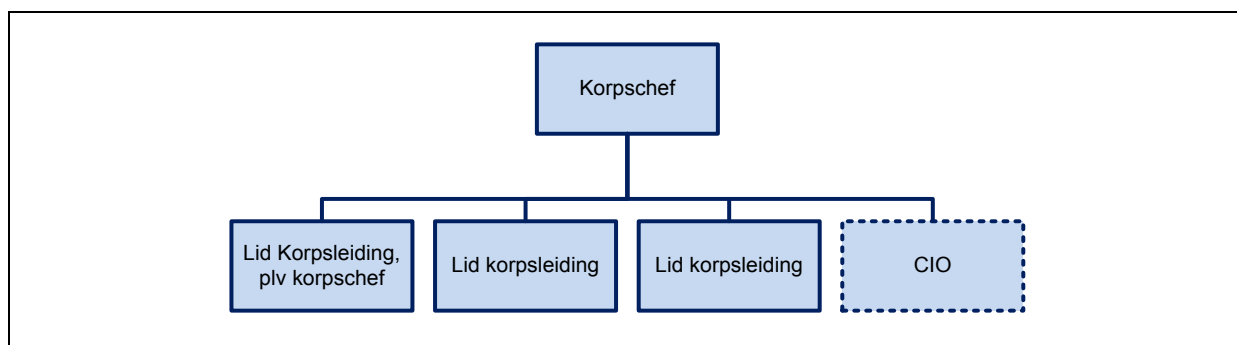 Korpschef
Lid Korpsleiding,
plv korpschef
Lid korpsleiding
Lid korpsleiding
CIO